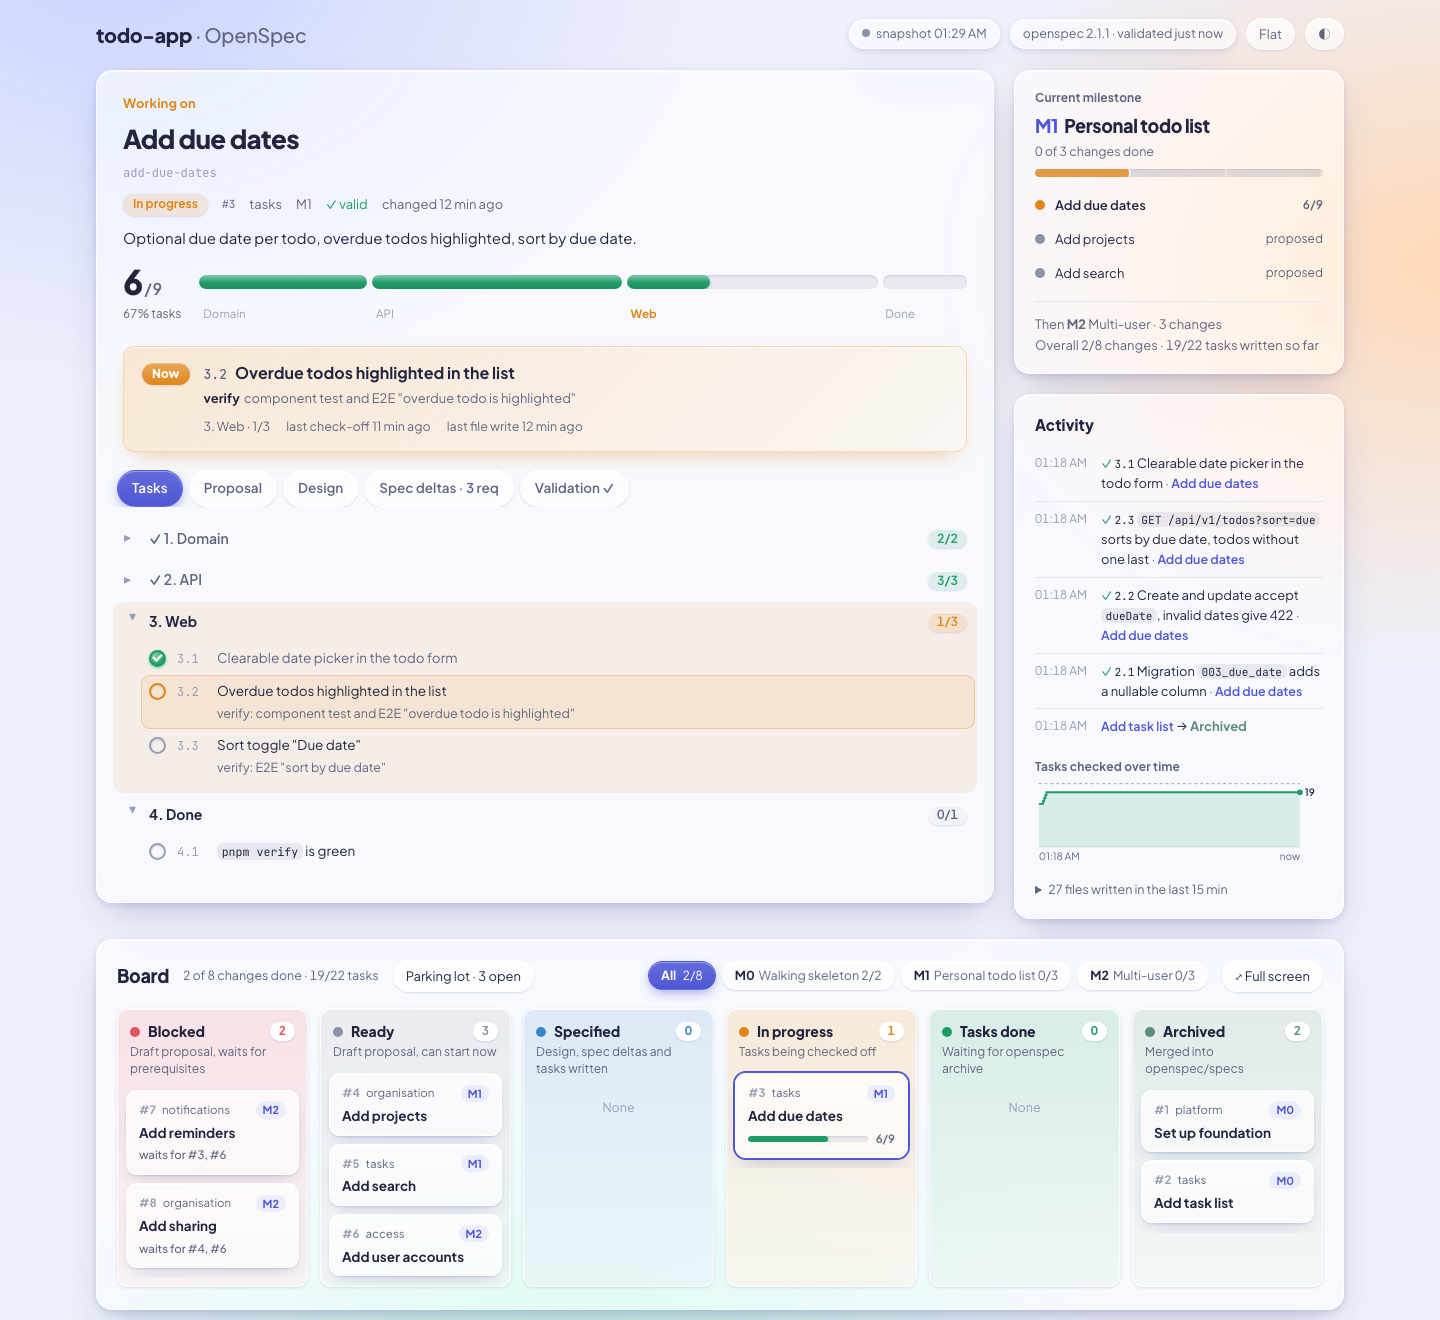 todo-app · OpenSpec
snapshot 01:29 AM
openspec 2.1.1 · validated just now
Flat
Working on
Add due dates
add-due-dates
In progress #3 tasks M1 ✓ valid changed 12 min ago
Optional due date per todo, overdue todos highlighted, sort by due date.
6/9
67% tasks
Domain
API
Web
Done
Now 3.2 Overdue todos highlighted in the list
verify component test and E2E "overdue todo is highlighted"
3. Web · 1/3 last check-off 11 min ago last file write 12 min ago
Tasks
Proposal
Design
Spec deltas · 3 req
Validation ✓
✓ 1. Domain 2/2
✓ 2. API 3/3
3. Web 1/3
3.1 Clearable date picker in the todo form
3.2 Overdue todos highlighted in the list
verify: component test and E2E "overdue todo is highlighted"
3.3 Sort toggle "Due date"
verify: E2E "sort by due date"
4. Done 0/1
4.1 pnpm verify is green
Current milestone
M1 Personal todo list
0 of 3 changes done
Add due dates 6/9
Add projects proposed
Add search proposed
Then M2 Multi-user · 3 changes
Overall 2/8 changes · 19/22 tasks written so far
Activity
01:18 AM ✓ 3.1 Clearable date picker in the
todo form · Add due dates
01:18 AM ✓ 2.3 GET /api/v1/todos?sort=due
sorts by due date, todos without
one last · Add due dates
01:18 AM ✓ 2.2 Create and update accept
dueDate, invalid dates give 422 ·
Add due dates
01:18 AM ✓ 2.1 Migration 003_due_date adds
a nullable column · Add due dates
01:18 AM Add task list → Archived
Tasks checked over time
19
01:18 AM now
27 files written in the last 15 min
Board 2 of 8 changes done · 19/22 tasks
Parking lot · 3 open
All 2/8
M0 Walking skeleton 2/2
M1 Personal todo list 0/3
M2 Multi-user 0/3
Full screen
Blocked 2
Draft proposal, waits for
prerequisites
#7 notifications M2
Add reminders
waits for #3, #6
#8 organisation M2
Add sharing
waits for #4, #6
Ready 3
Draft proposal, can start now
#4 organisation M1
Add projects
#5 tasks M1
Add search
#6 access M2
Add user accounts
Specified 0
Design, spec deltas and
tasks written
None
In progress 1
Tasks being checked off
#3 tasks M1
Add due dates
6/9
Tasks done 0
Waiting for openspec
archive
None
Archived 2
Merged into
openspec/specs
#1 platform M0
Set up foundation
#2 tasks M0
Add task list